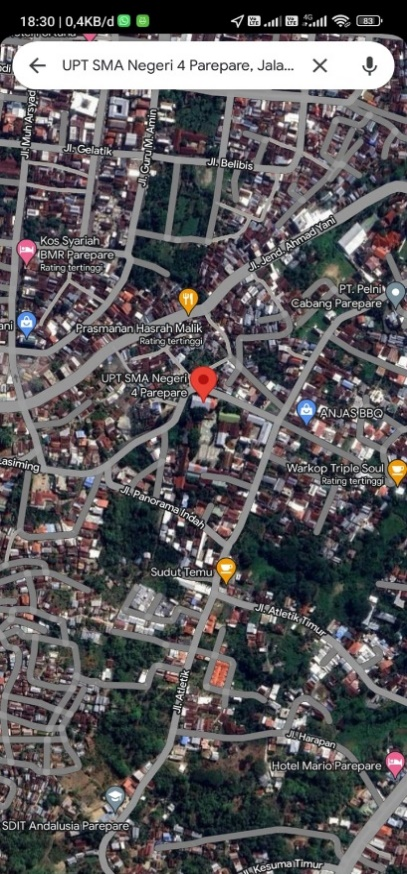 18:30 | 0,4KB/d
4G
83
UPT SMA Negeri 4 Parepare, Jala...
Jl. Muh Arsyad
Jl. Gelatik
Jl. Guru M. Amin
Jl. Belibis
Jl. Jend. Ahmad Yani
Kos Syariah
BMR Parepare
Rating tertinggi
PT. Pelni
Cabang Parepare
ani
Prasmanan Hasrah Malik
Rating tertinggi
UPT SMA Negeri
4 Parepare
ANJAS BBQ
Lasiming
Warkop Triple Soul
Rating tertinggi
Jl. Panorama Indah
Sudut Temu
Jl. Atletik Timur
Jl. Atletik
Jl. Harapan
Hotel Mario Parepare
SDIT Andalusia Parepare
Jl. Kesuma Timur